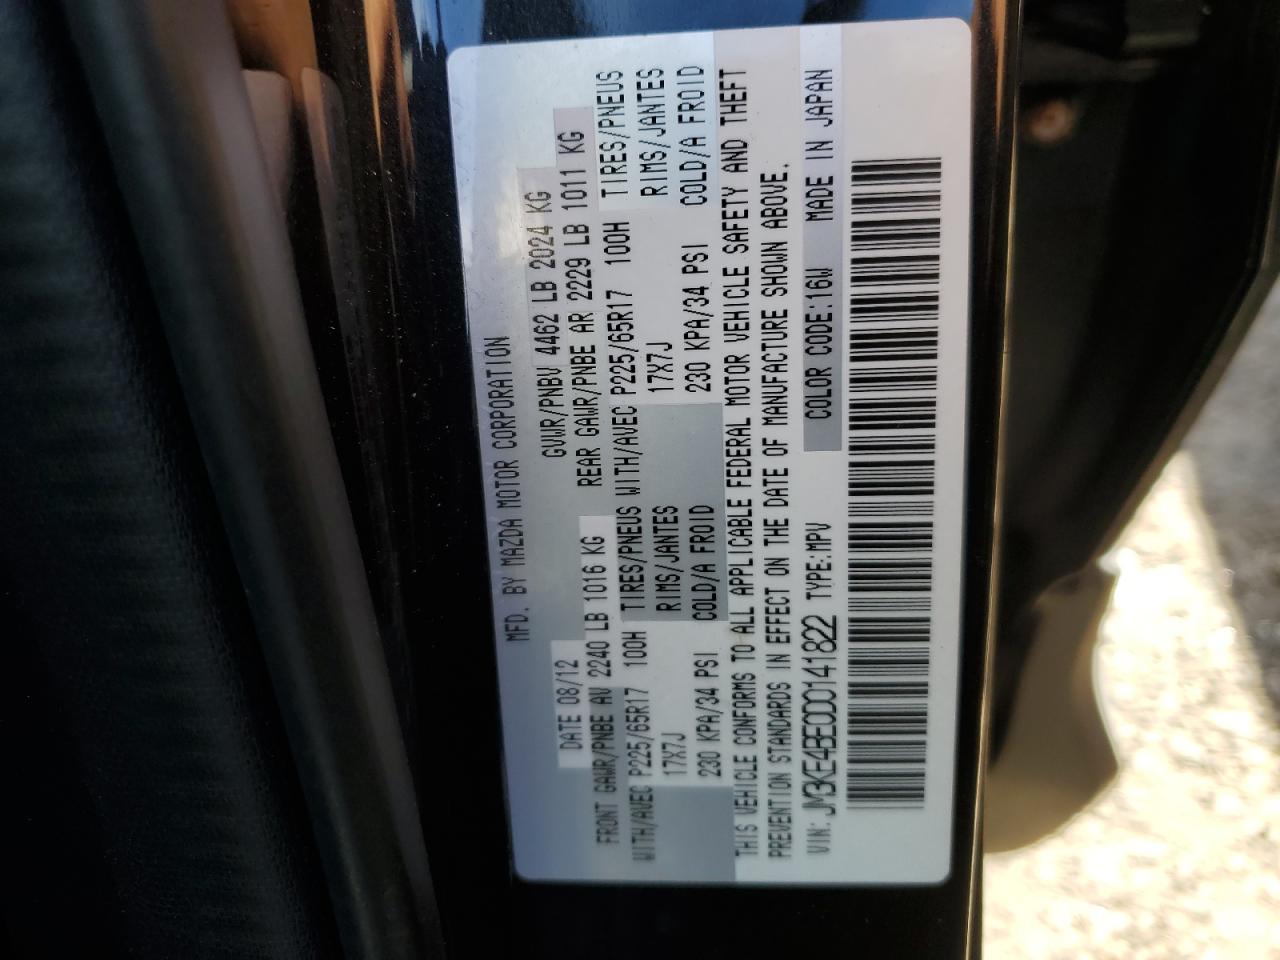 MFD. BY MAZDA MOTOR CORPORATION
DATE 08/12 GVWR/PNBV 4462 LB 2024 KG
FRONT GAWR/PNBE AV 2240 LB 1016 KG REAR GAWR/PNBE AR 2229 LB 1011 KG
WITH/AVEC P225/65R17 100H TIRES/PNEUS WITH/AVEC P225/65R17 100H TIRES/PNEUS
17X7J RIMS/JANTES 17X7J RIMS/JANTES
230 KPA/34 PSI COLD/A FROID 230 KPA/34 PSI COLD/A FROID
THIS VEHICLE CONFORMS TO ALL APPLICABLE FEDERAL MOTOR VEHICLE SAFETY AND THEFT
PREVENTION STANDARDS IN EFFECT ON THE DATE OF MANUFACTURE SHOWN ABOVE.
VIN: JM3KE4BE0D0141822 TYPE:MPV COLOR CODE:16W MADE IN JAPAN